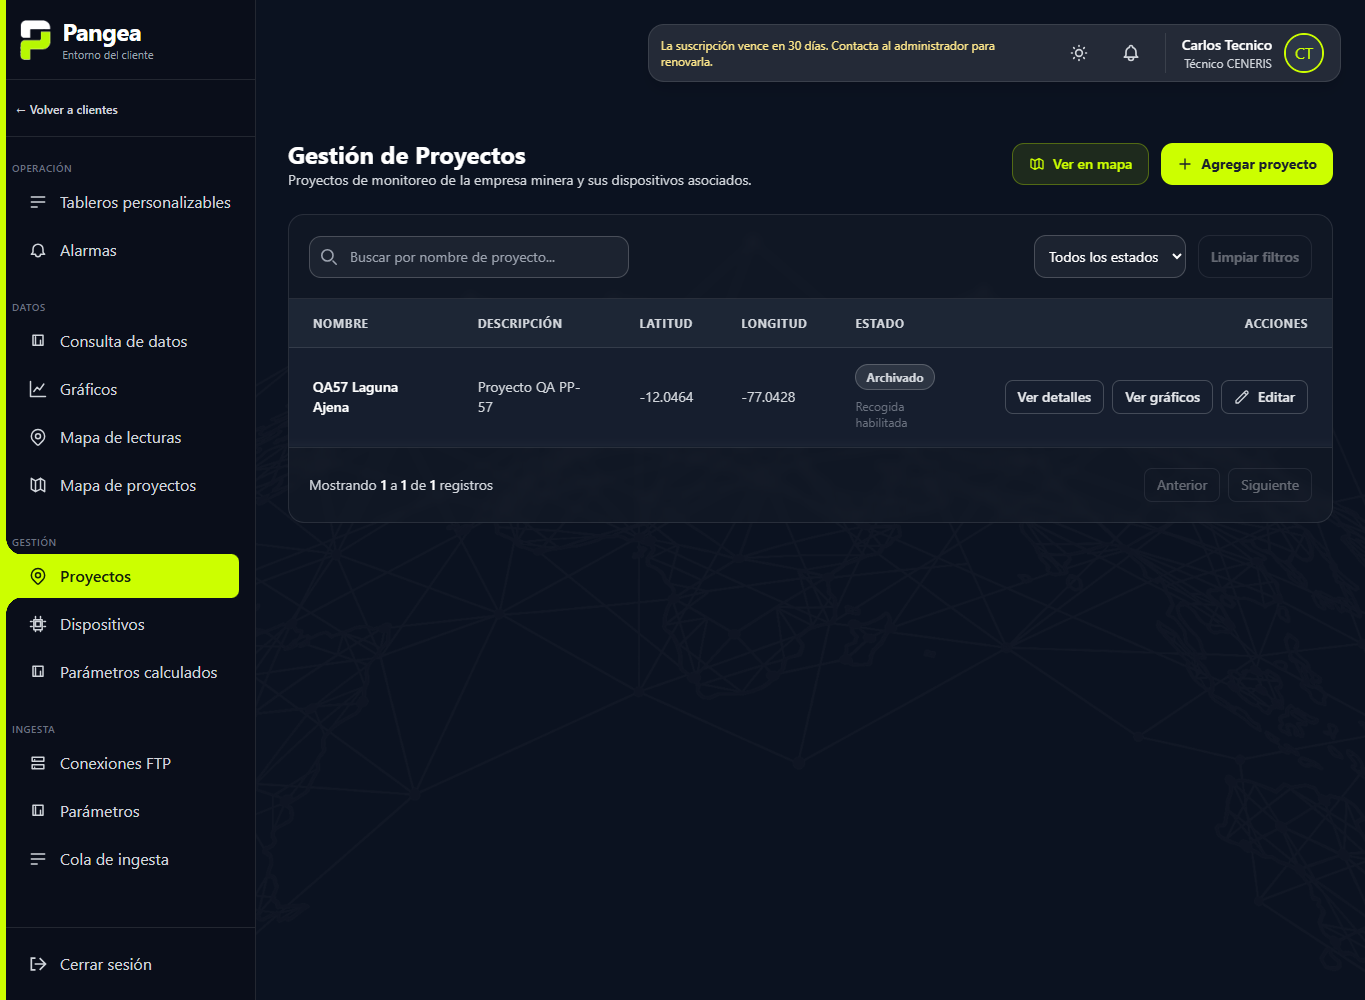 Pangea
Entorno del cliente
← Volver a clientes
OPERACIÓN
Tableros personalizables
Alarmas
DATOS
Consulta de datos
Gráficos
Mapa de lecturas
Mapa de proyectos
GESTIÓN
Proyectos
Dispositivos
Parámetros calculados
INGESTA
Conexiones FTP
Parámetros
Cola de ingesta
Cerrar sesión
La suscripción vence en 30 días. Contacta al administrador para
renovarla.
Carlos Tecnico
Técnico CENERIS
CT
Gestión de Proyectos
Proyectos de monitoreo de la empresa minera y sus dispositivos asociados.
Ver en mapa
+ Agregar proyecto
Buscar por nombre de proyecto...
Todos los estados
Limpiar filtros
NOMBRE DESCRIPCIÓN LATITUD LONGITUD ESTADO ACCIONES
QA57 Laguna
Ajena
Proyecto QA PP-
57
-12.0464
-77.0428
Archivado
Recogida
habilitada
Ver detalles
Ver gráficos
Editar
Mostrando 1 a 1 de 1 registros
Anterior
Siguiente